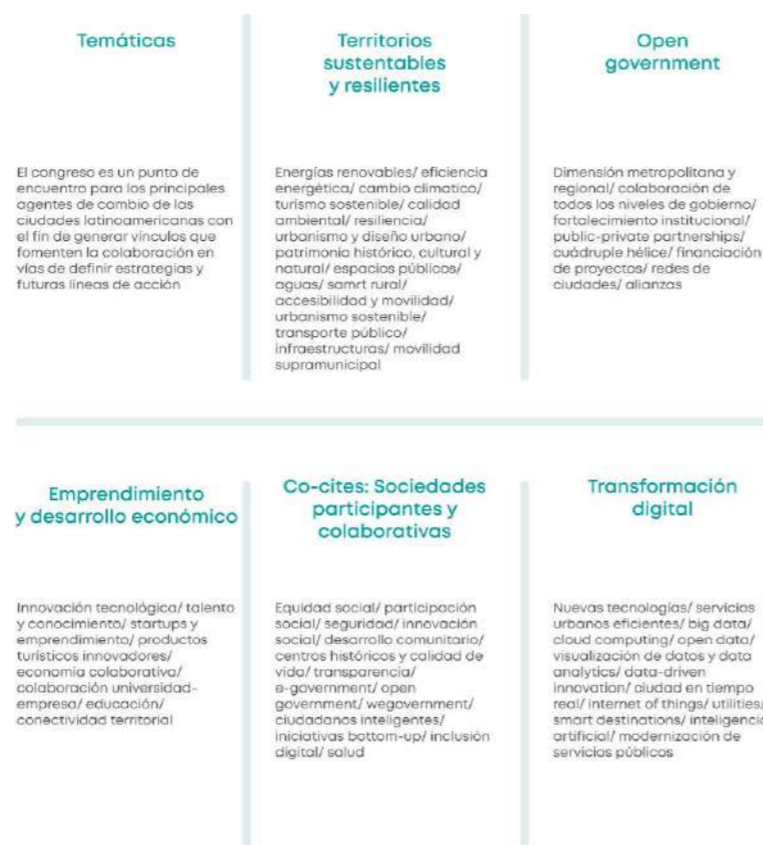 Temáticas
El congreso es un punto de
encuentro para los principales
agentes de cambio de las
ciudades latinoamericanas con
el fin de generar vínculos que
fomenten la colaboración en
vías de definir estrategias y
futuras líneas de acción
Territorios
sustentables
y resilientes
Energías renovables/ eficiencia
energética/ cambio climatico/
turismo sostenible/ calidad
ambiental/ resiliencia/
urbanismo y diseño urbano/
patrimonio histórico, cultural y
natural/ espacios públicos/
aguas/ samrt rural/
accesibilidad y movilidad/
urbanismo sostenible/
transporte público/
infraestructuras/ movilidad
supramunicipal
Open
government
Dimensión metropolitana y
regional/ colaboración de
todos los niveles de gobierno/
fortalecimiento institucional/
public-private partnerships/
cuádruple hélice/ financiación
de proyectos/ redes de
ciudades/ alianzas
Emprendimiento
y desarrollo económico
Innovación tecnológica/ talento
y conocimiento/ startups y
emprendimiento/ productos
turísticos innovadores/
economía colaborativa/
colaboración universidad-
empresa/ educación/
conectividad territorial
Co-cites: Sociedades
participantes y
colaborativas
Equidad social/ participación
social/ seguridad/ innovación
social/ desarrollo comunitario/
centros históricos y calidad de
vida/ transparencia/
e-government/ open
government/ wegovernment/
ciudadanos inteligentes/
iniciativas bottom-up/ inclusión
digital/ salud
Transformación
digital
Nuevas tecnologías/ servicios
urbanos eficientes/ big data/
cloud computing/ open data/
visualización de datos y data
analytics/ data-driven
innovation/ ciudad en tiempo
real/ internet of things/ utilities/
smart destinations/ inteligencia
artificial/ modernización de
servicios públicos